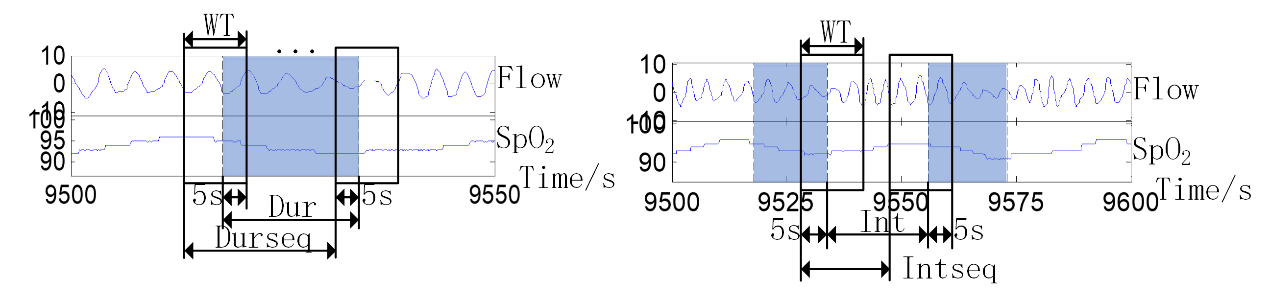 WT
...
10
0
-10
Flow
100
95
90
SpO₂
9500
9550
Time/s
5s
5s
Dur
Durseq
WT
10
0
-10
Flow
100
90
SpO₂
9500
9525
9550
9575
9600
Time/s
5s
Int
5s
Intseq